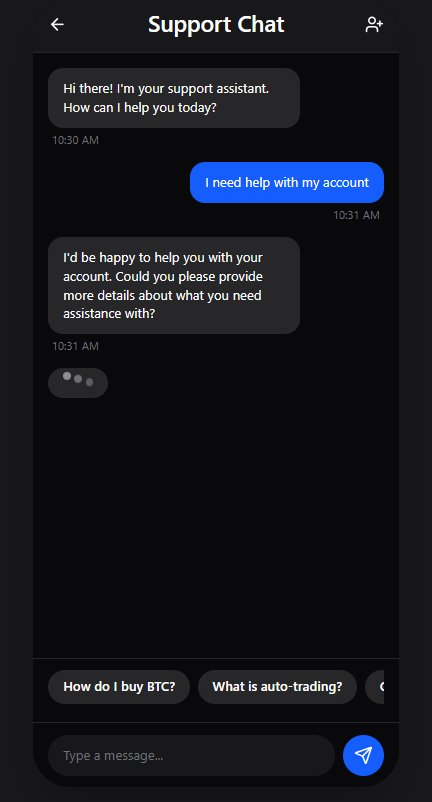 Support Chat
Hi there! I'm your support assistant.
How can I help you today?
10:30 AM
I need help with my account
10:31 AM
I'd be happy to help you with your
account. Could you please provide
more details about what you need
assistance with?
10:31 AM
How do I buy BTC? What is auto-trading?
Type a message...